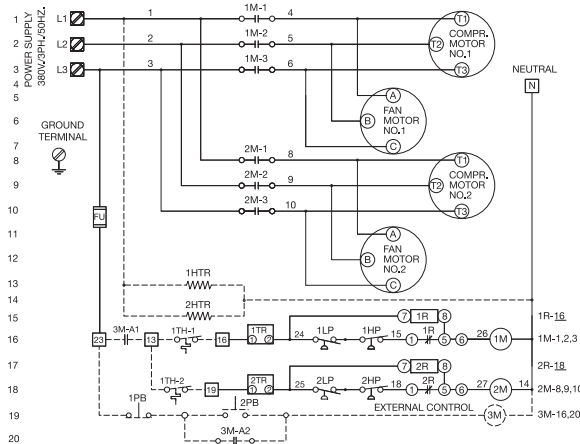 POWER SUPPLY
380V./3PH./50HZ.
1 L1 1 1M-1 4 T1
2 L2 2 1M-2 5 T2 COMPR. MOTOR NO.1
3 L3 3 1M-3 6 T3
4 NEUTRAL
N
5 A
6 B FAN MOTOR NO.1
GROUND TERMINAL
7 C
8 2M-1 8 T1
9 2M-2 9 T2 COMPR. MOTOR NO.2
10 2M-3 10 T3
FU
11 A
12 B FAN MOTOR NO.2
13 1HTR C
14
15 2HTR 7 1R 8 1R-16
16 23 3M-A1 13 1TH-1 16 1TR 1 2 24 1LP 1HP 15 1 1R 5 6 26 1M 1M-1,2,3
17 7 2R 8 2R-18
18 1TH-2 19 2TR 1 2 25 2LP 2HP 18 1 2R 5 6 27 2M 14 2M-8,9,10
19 1PB 2PB EXTERNAL CONTROL 3M 3M-16,20
20 3M-A2